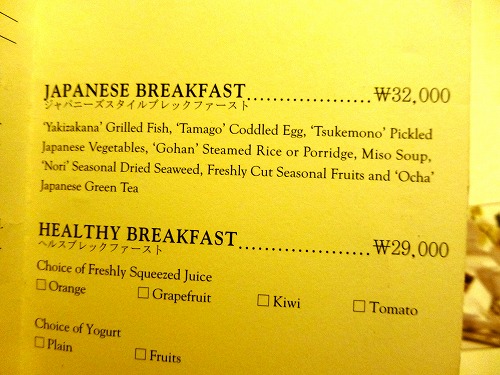 JAPANESE BREAKFAST....................₩32,000
ジャパニーズスタイルブレックファースト
'Yakizakana' Grilled Fish, 'Tamago' Coddled Egg, 'Tsukemono' Pickled
Japanese Vegetables, 'Gohan' Steamed Rice or Porridge, Miso Soup,
'Nori' Seasonal Dried Seaweed, Freshly Cut Seasonal Fruits and 'Ocha'
Japanese Green Tea
HEALTHY BREAKFAST.....................₩29,000
ヘルスブレックファースト
Choice of Freshly Squeezed Juice
□ Orange □ Grapefruit □ Kiwi □ Tomato
Choice of Yogurt
□ Plain □ Fruits